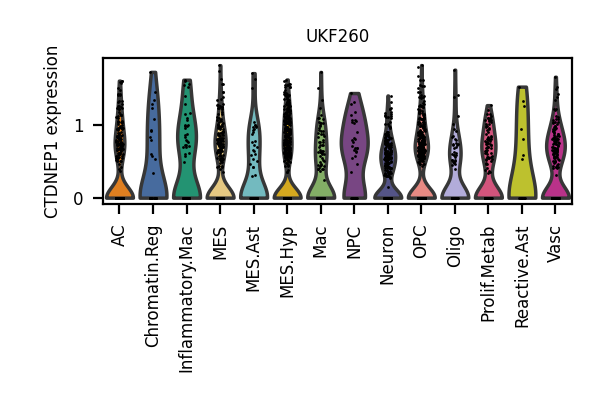 UKF260
CTDNEP1 expression
1
0
AC
Chromatin.Reg
Inflammatory.Mac
MES
MES.Ast
MES.Hyp
Mac
NPC
Neuron
OPC
Oligo
Prolif.Metab
Reactive.Ast
Vasc